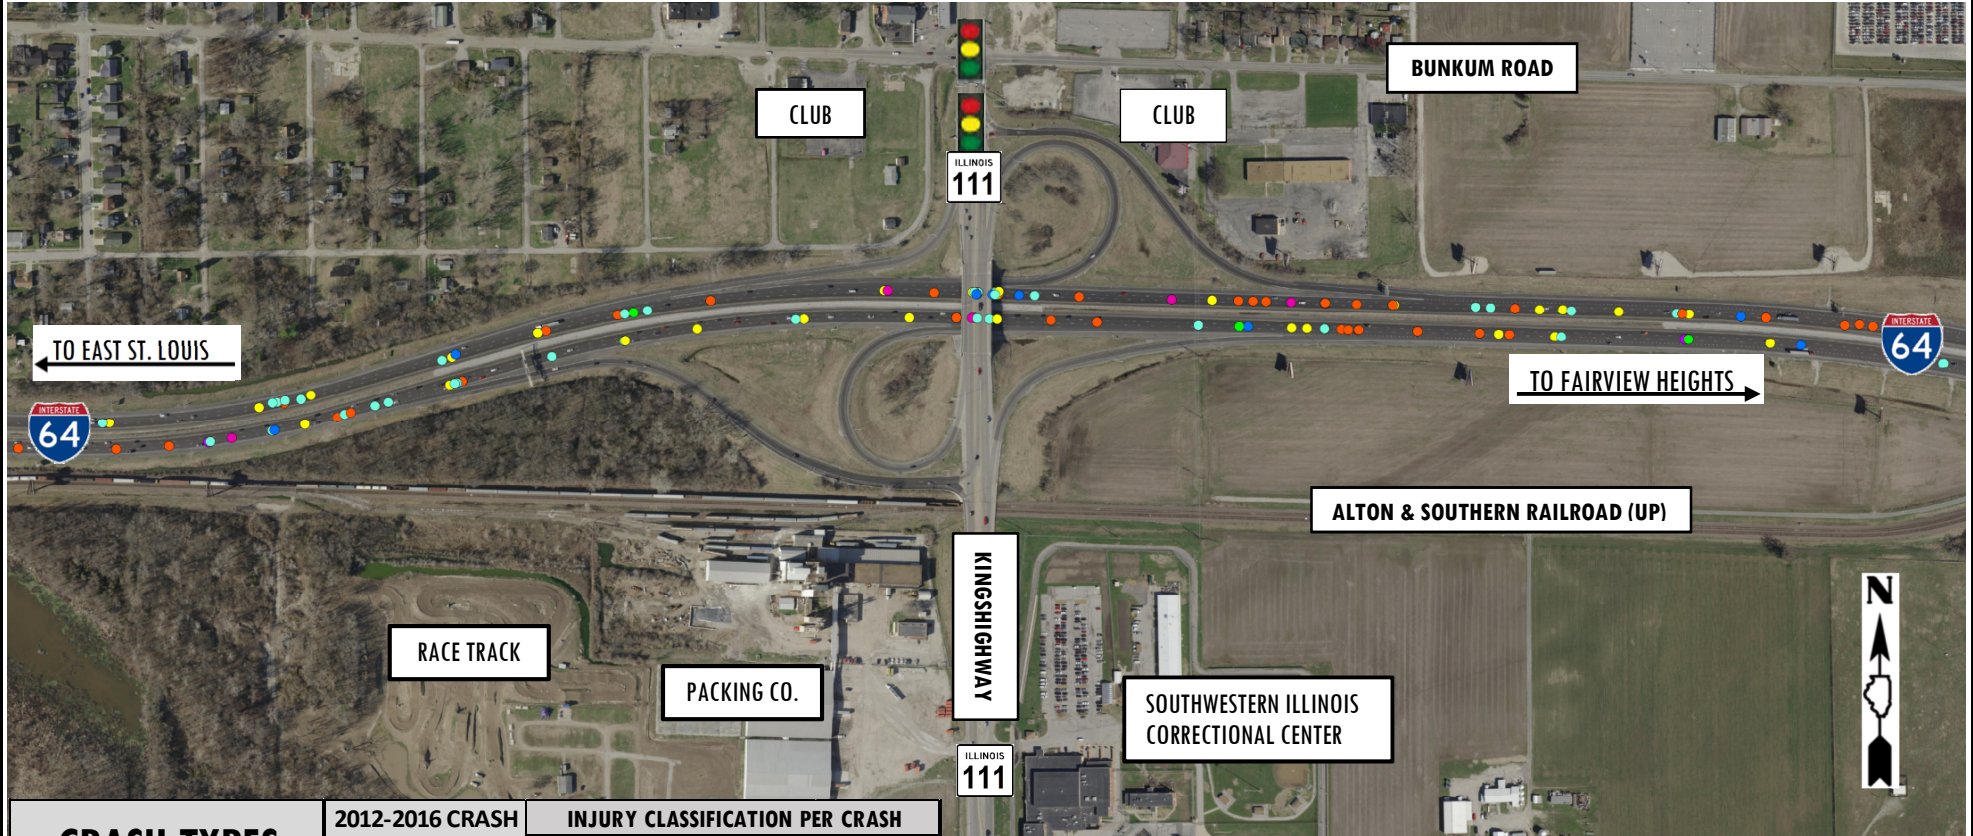 BUNKUM ROAD
CLUB
CLUB
ILLINOIS
111
TO EAST ST. LOUIS
INTERSTATE
64
INTERSTATE
64
TO FAIRVIEW HEIGHTS
ALTON & SOUTHERN RAILROAD (UP)
KINGSHIGHWAY
N
RACE TRACK
PACKING CO.
SOUTHWESTERN ILLINOIS
CORRECTIONAL CENTER
ILLINOIS
111
CRASH TYPES
2012-2016 CRASH
INJURY CLASSIFICATION PER CRASH